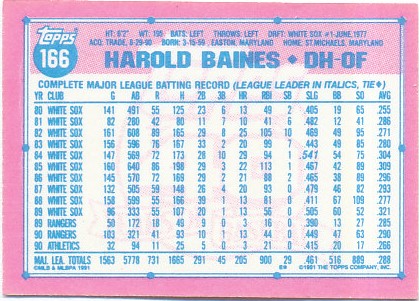 Topps
166
HT: 6'2" WT: 195 BATS: LEFT THROWS: LEFT DRAFT: WHITE SOX #1-JUNE, 1977
ACQ: TRADE, 8-29-90 BORN: 3-15-59, EASTON, MARYLAND HOME: ST. MICHAELS, MARYLAND
HAROLD BAINES ◆ DH-OF
COMPLETE MAJOR LEAGUE BATTING RECORD (LEAGUE LEADER IN ITALICS, TIE♦)
YR CLUB G AB R H 2B 3B HR RBI SB SLG BB SO AVG
80 WHITE SOX 141 491 55 125 23 6 13 49 2 .405 19 65 .255
81 WHITE SOX 82 280 42 80 11 7 10 41 6 .482 12 41 .286
82 WHITE SOX 161 608 89 165 29 8 25 105 10 .469 49 95 .271
83 WHITE SOX 156 596 76 167 33 2 20 99 7 .443 49 85 .280
84 WHITE SOX 147 569 72 173 28 10 29 94 1 .541 54 75 .304
85 WHITE SOX 160 640 86 198 29 3 22 113 1 .467 42 89 .309
86 WHITE SOX 145 570 72 169 29 2 21 88 2 .465 38 89 .296
87 WHITE SOX 132 505 59 148 26 4 20 93 0 .479 46 82 .293
88 WHITE SOX 158 599 55 166 39 1 13 81 0 .411 67 109 .277
89 WHITE SOX 96 333 55 107 20 1 13 56 0 .505 60 52 .321
89 RANGERS 50 172 18 49 9 0 3 16 0 .390 13 27 .285
90 RANGERS 103 321 41 93 10 1 13 44 0 .449 47 63 .290
90 ATHLETICS 32 94 11 25 5 0 3 21 0 .415 20 17 .266
MAJ. LEA. TOTALS 1563 5778 731 1665 291 45 205 900 29 .461 516 889 .288
©MLB & MLBPA 1991 ©1991 THE TOPPS COMPANY, INC.